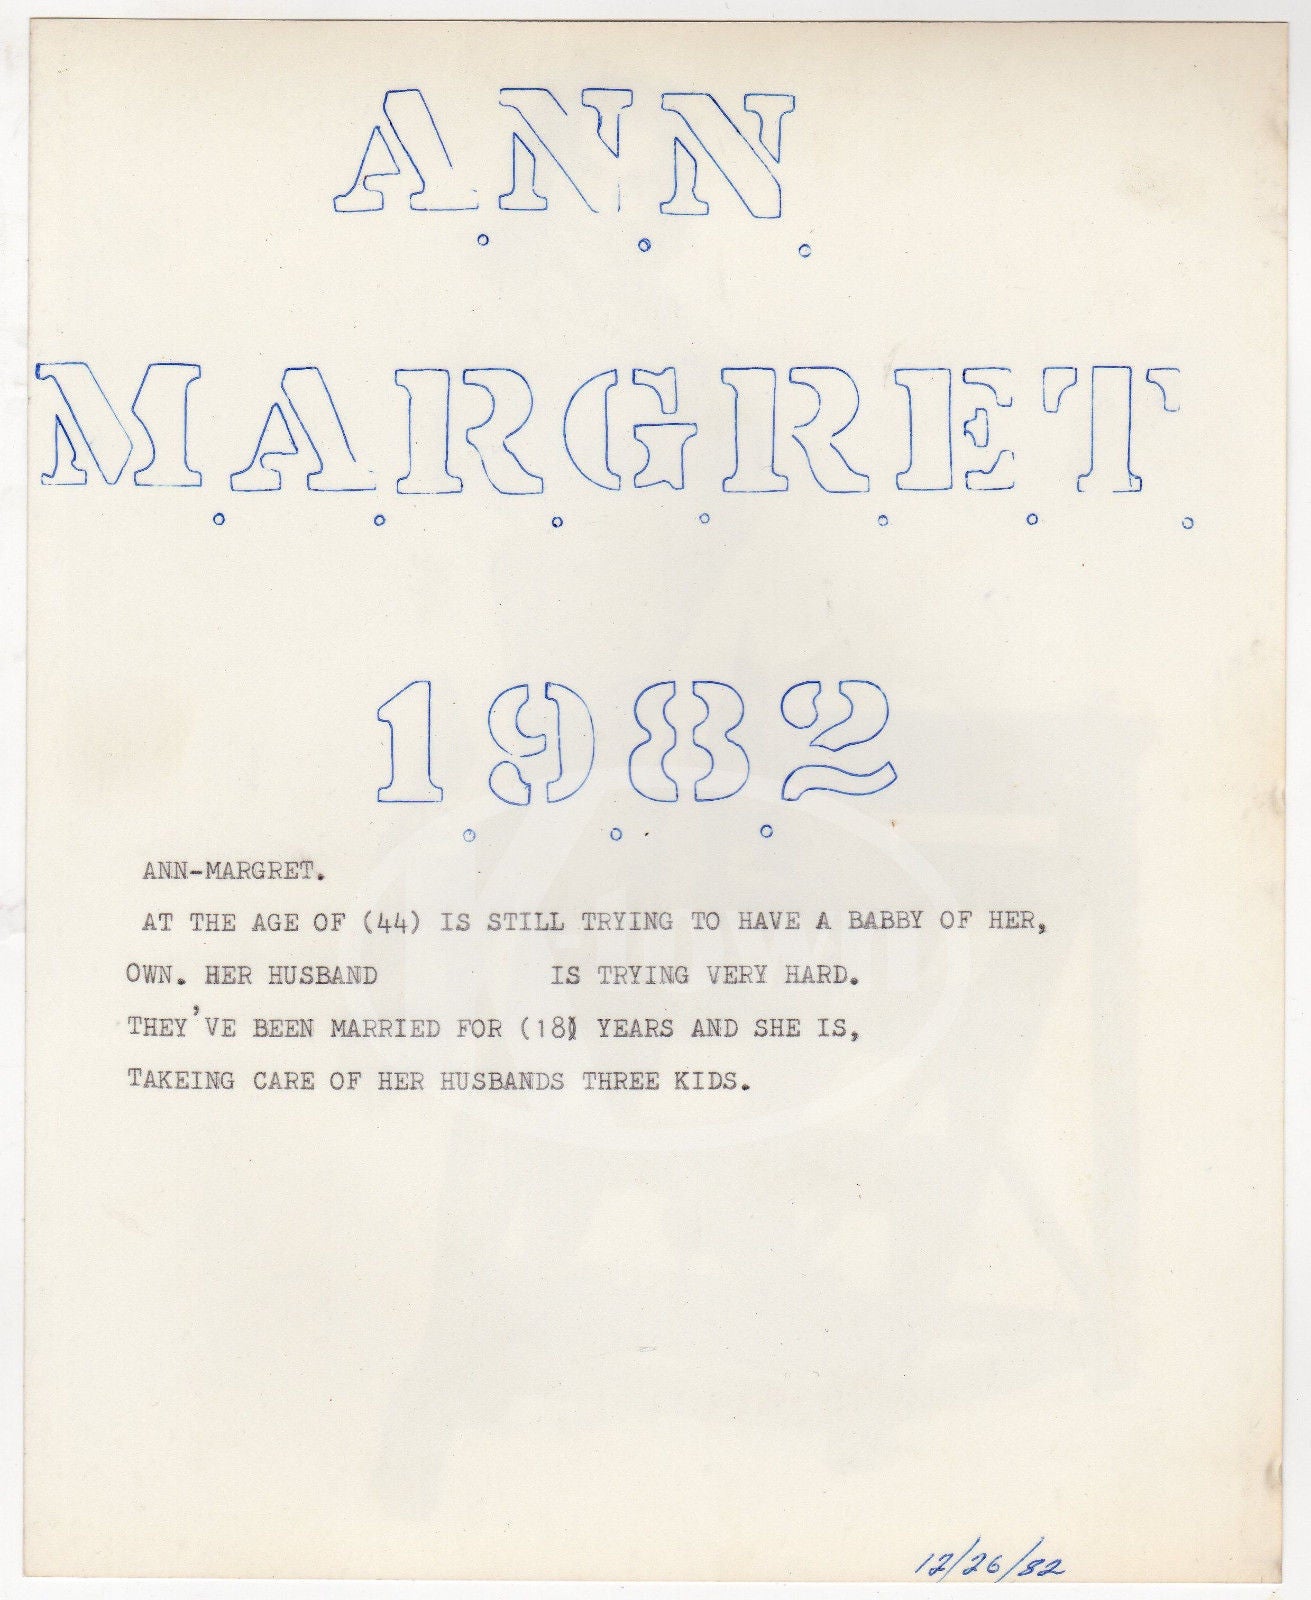 ANN
MARGRET
1982
ANN-MARGRET.
AT THE AGE OF (44) IS STILL TRYING TO HAVE A BABBY OF HER,
OWN. HER HUSBAND IS TRYING VERY HARD.
THEY'VE BEEN MARRIED FOR (18) YEARS AND SHE IS,
TAKEING CARE OF HER HUSBANDS THREE KIDS.
12/26/82